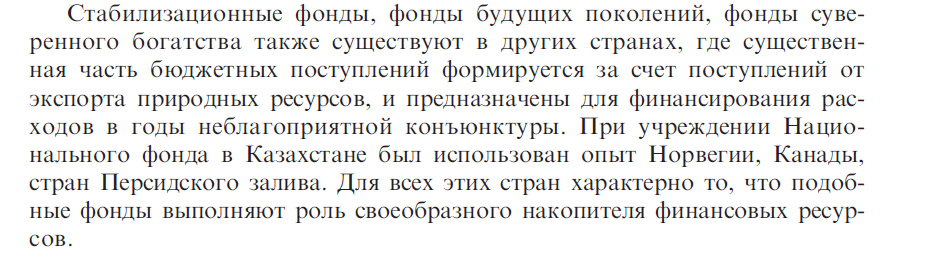 Стабилизационные фонды, фонды будущих поколений, фонды суве-
ренного богатства также существуют в других странах, где существен-
ная часть бюджетных поступлений формируется за счет поступлений от
экспорта природных ресурсов, и предназначены для финансирования рас-
ходов в годы неблагоприятной конъюнктуры. При учреждении Нацио-
нального фонда в Казахстане был использован опыт Норвегии, Канады,
стран Персидского залива. Для всех этих стран характерно то, что подоб-
ные фонды выполняют роль своеобразного накопителя финансовых ресур-
сов.